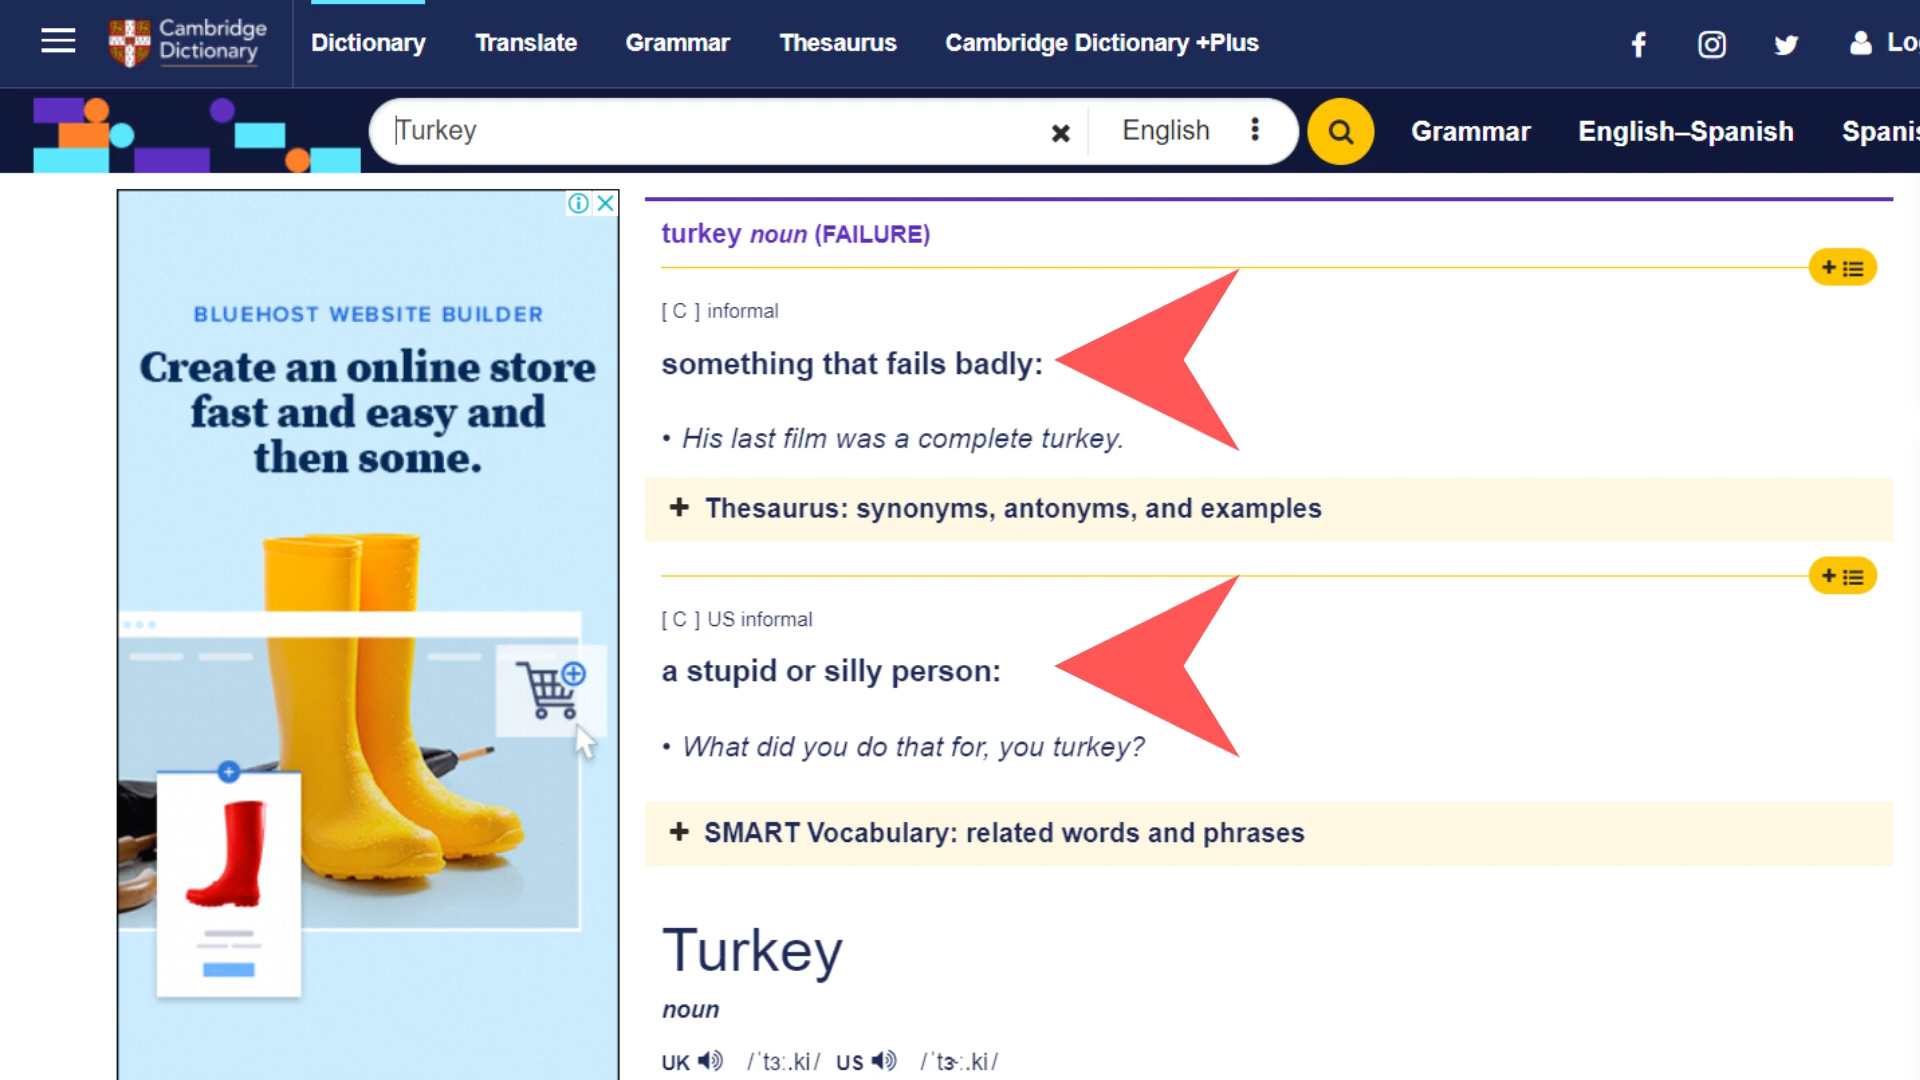 Cambridge
Dictionary
Dictionary
Translate
Grammar
Thesaurus
Cambridge Dictionary +Plus
Lo
Turkey
English
Grammar
English–Spanish
Spanis
BLUEHOST WEBSITE BUILDER
Create an online store
fast and easy and
then some.
turkey noun (FAILURE)
[ C ] informal
something that fails badly:
• His last film was a complete turkey.
+ Thesaurus: synonyms, antonyms, and examples
[ C ] US informal
a stupid or silly person:
• What did you do that for, you turkey?
+ SMART Vocabulary: related words and phrases
Turkey
noun
UK /ˈtɜː.ki/ US /ˈtɝː.ki/